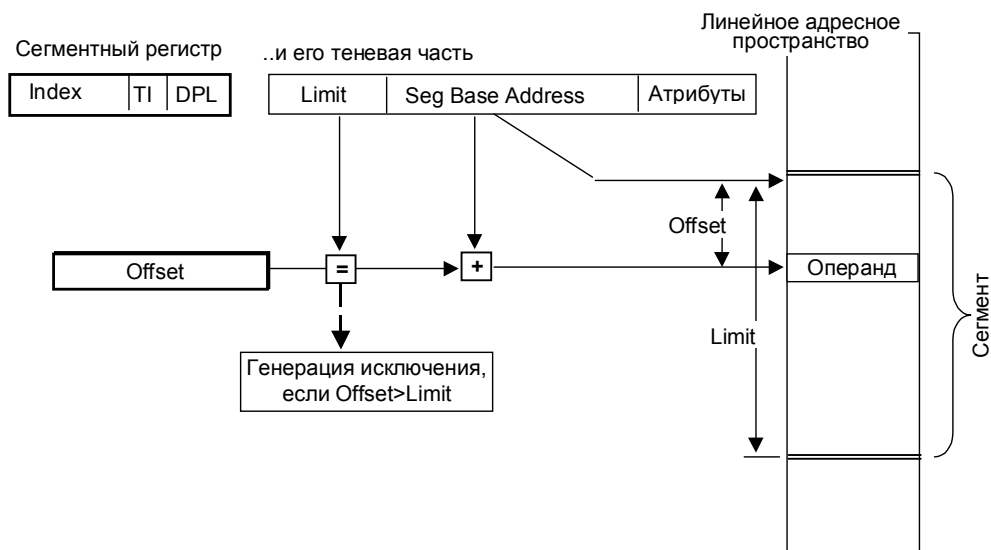 Линейное адресное
пространство
Сегментный регистр
..и его теневая часть
Index TI DPL
Limit Seg Base Address Атрибуты
Offset
Offset = + Операнд
Limit
Сегмент
Генерация исключения,
если Offset>Limit